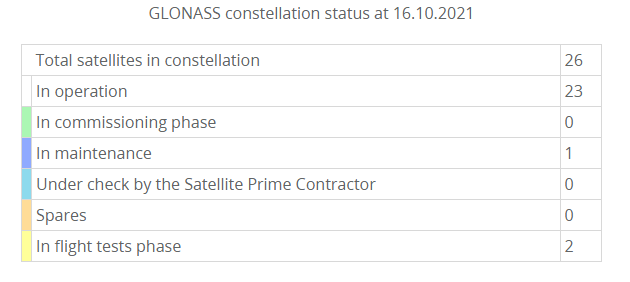 GLONASS constellation status at 16.10.2021
Total satellites in constellation 26
In operation 23
In commissioning phase 0
In maintenance 1
Under check by the Satellite Prime Contractor 0
Spares 0
In flight tests phase 2